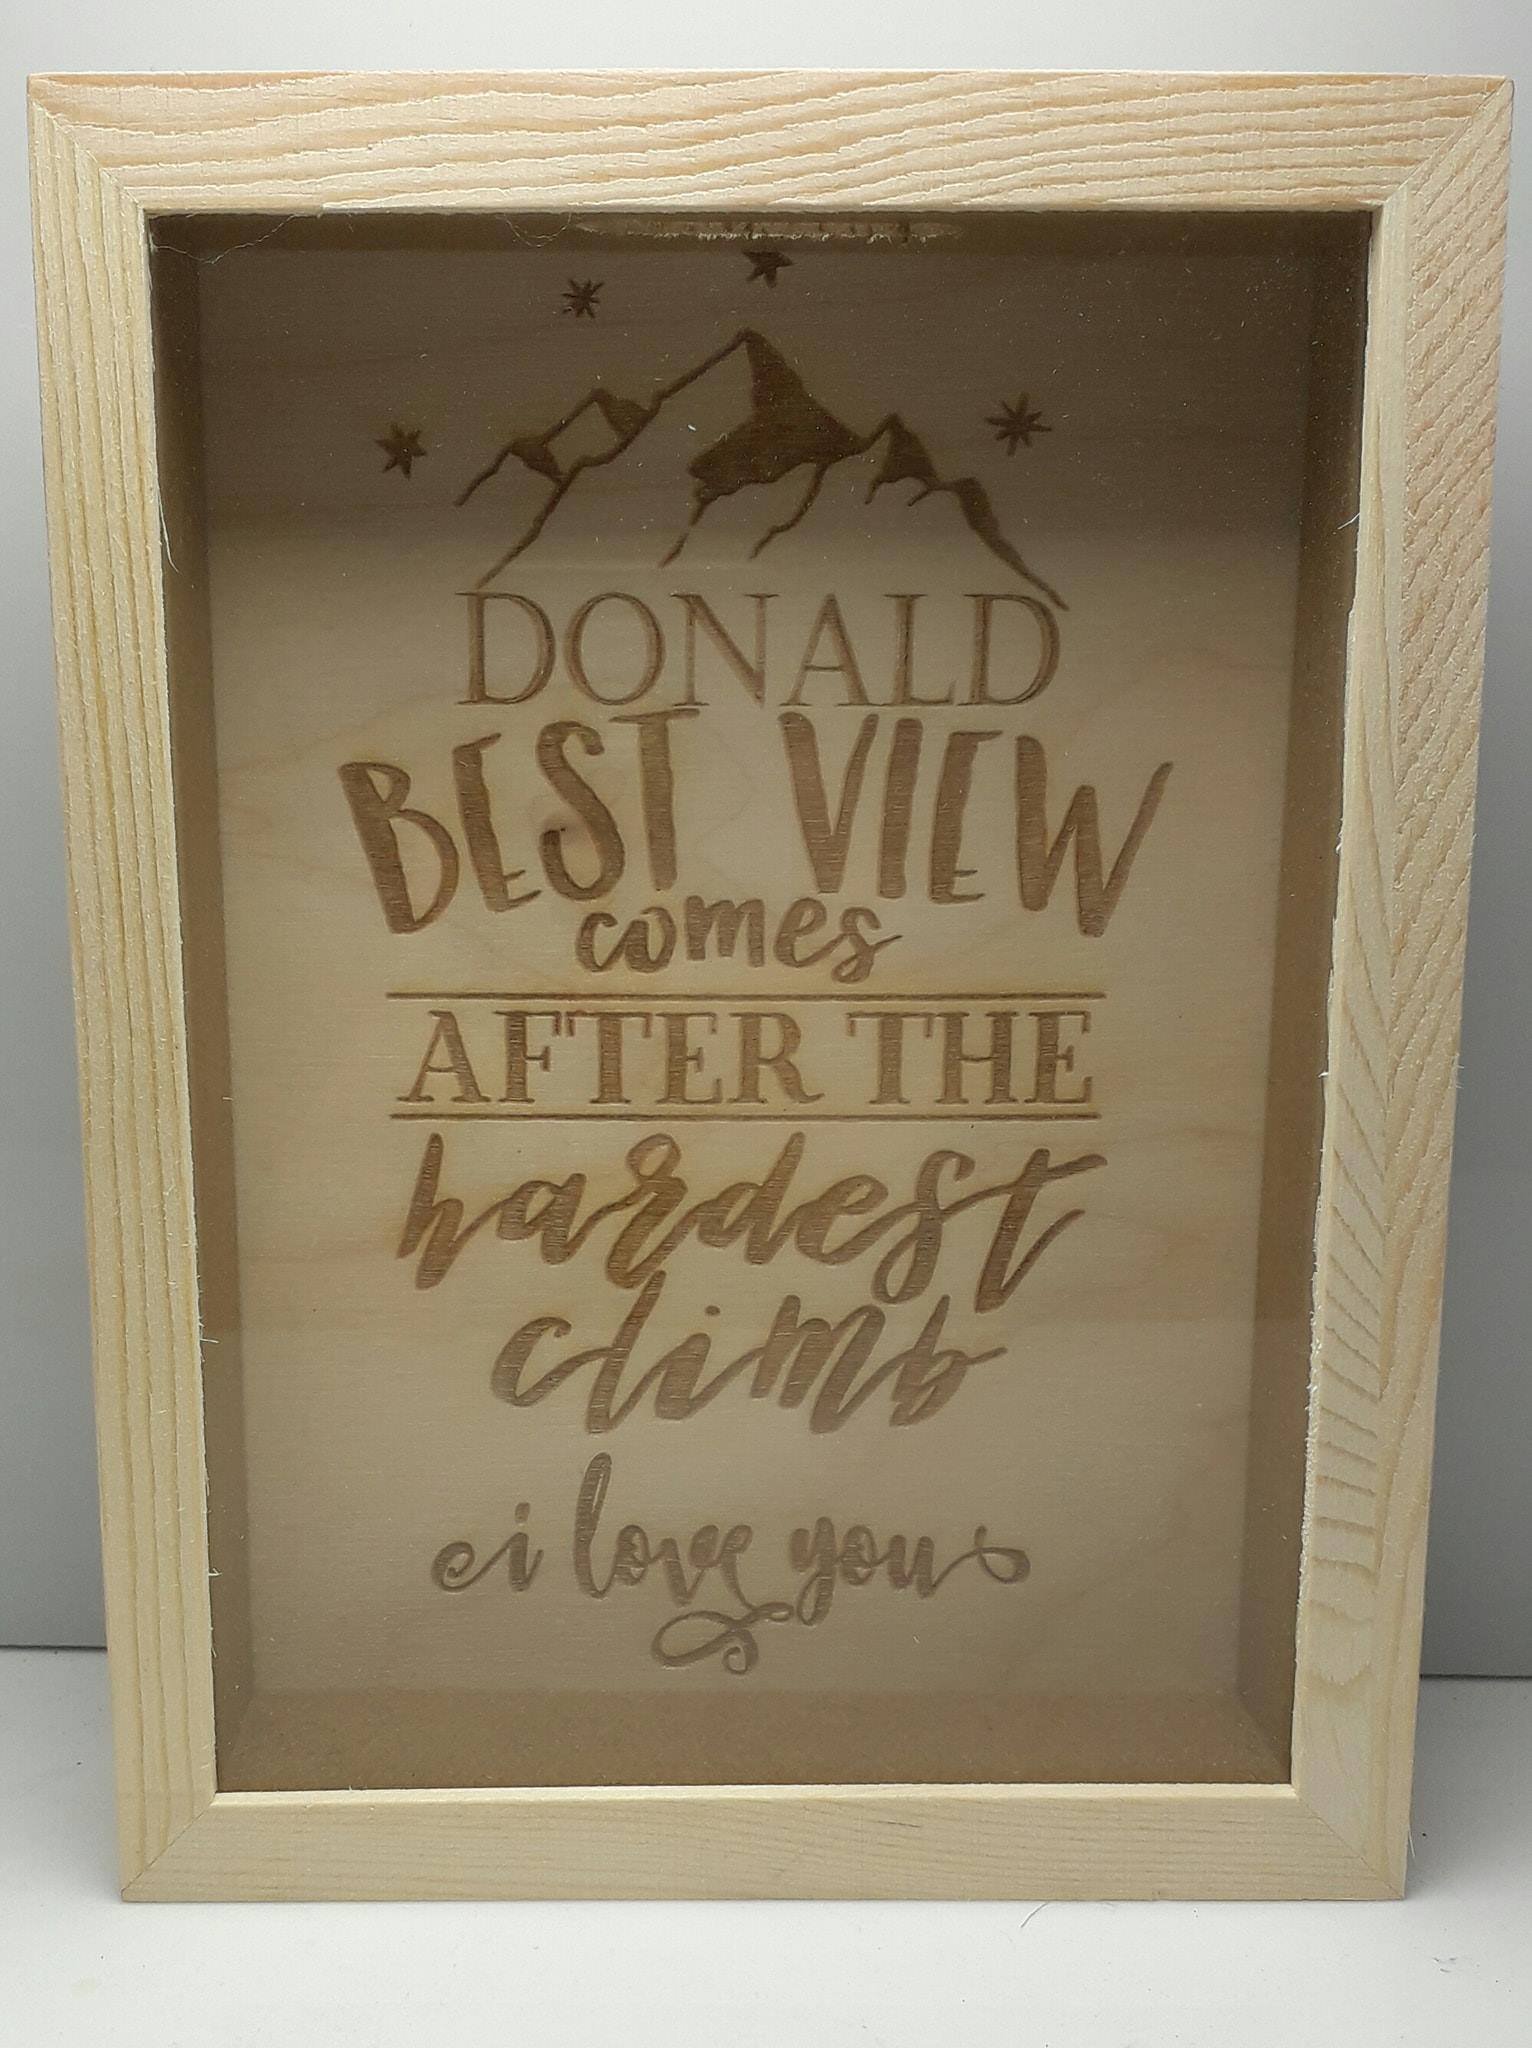 DONALD
BEST VIEW
comes
AFTER THE
hardest
climb
i love you